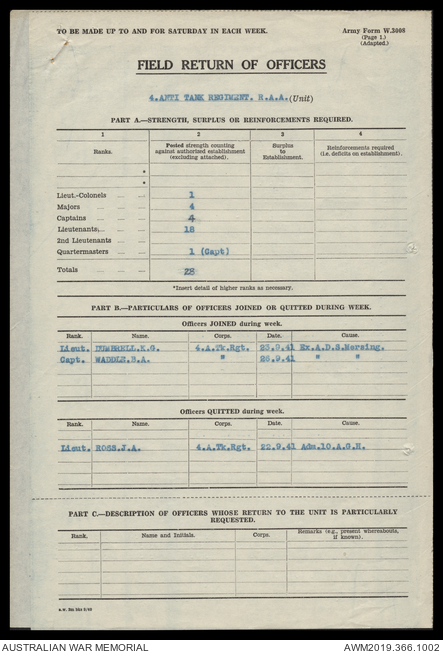 TO BE MADE UP TO AND FOR SATURDAY IN EACH WEEK.
Army Form W.3008
(Page 1.)
(Adapted.)
FIELD RETURN OF OFFICERS
4.ANTI TANK REGIMENT. R.A.A.(Unit)
PART A.—STRENGTH, SURPLUS OR REINFORCEMENTS REQUIRED.
1 2 3 4
Ranks. Posted strength counting against authorized establishment (excluding attached). Surplus to Establishment. Reinforcements required (i.e. deficits on establishment).
*
*
Lieut.-Colonels 1
Majors 4
Captains 4
Lieutenants 18
2nd Lieutenants
Quartermasters 1 (Capt)
Totals 28
*Insert detail of higher ranks as necessary.
PART B.—PARTICULARS OF OFFICERS JOINED OR QUITTED DURING WEEK.
Officers JOINED during week.
Rank. Name. Corps. Date. Cause.
Lieut. K.G. 4.A.Tk.Rgt. 23.9.41 Ex.A.D.S.Mersing.
Capt. WADDLE.B.A. " 26.9.41 " "
Officers QUITTED during week.
Rank. Name. Corps. Date. Cause.
Lieut. ROSS.J.A. 4.A.Tk.Rgt. 22.9.41 Adm.10.A.G.H.
PART C.—DESCRIPTION OF OFFICERS WHOSE RETURN TO THE UNIT IS PARTICULARLY
REQUESTED.
Rank. Name and Initials. Corps. Remarks (e.g., present whereabouts, if known).
AUSTRALIAN WAR MEMORIAL
AWM2019.366.1002